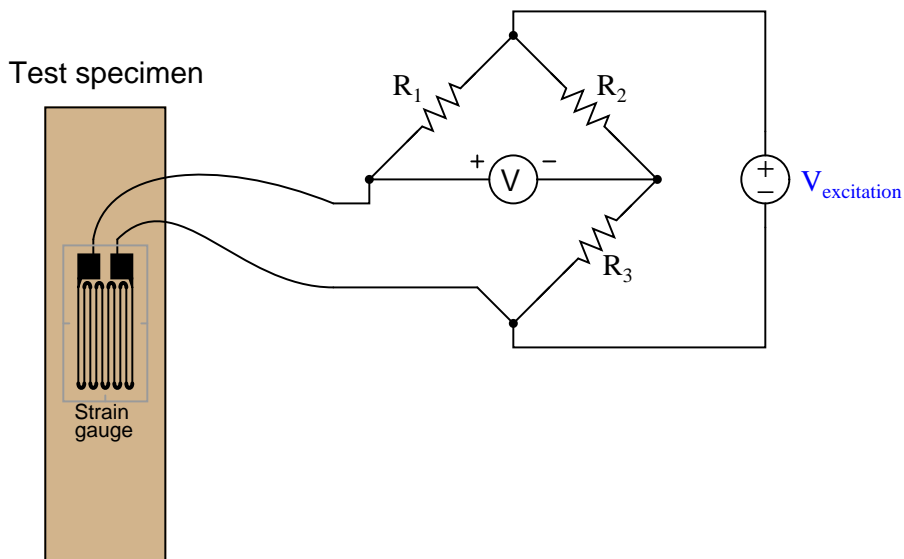 Test specimen
R1
R2
+
−
V
+
−
Vexcitation
R3
Strain
gauge